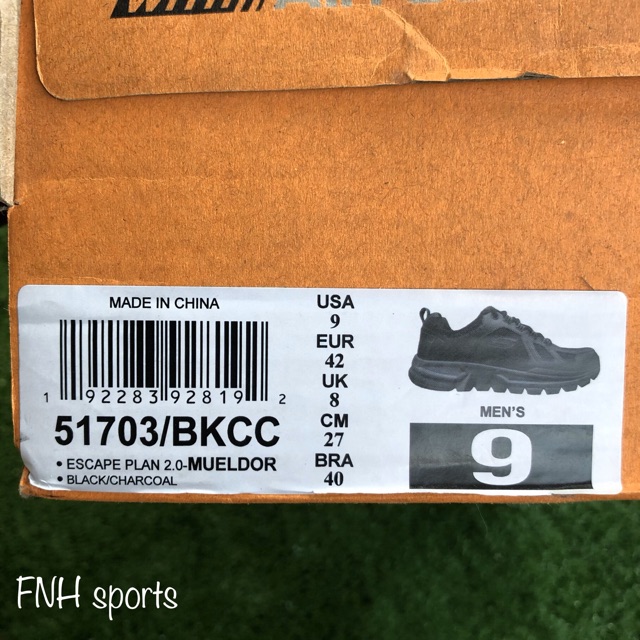 MADE IN CHINA
1 92283 92819 2
51703/BKCC
• ESCAPE PLAN 2.0-MUELDOR
• BLACK/CHARCOAL
USA
9
EUR
42
UK
8
CM
27
BRA
40
MEN'S
9
FNH sports